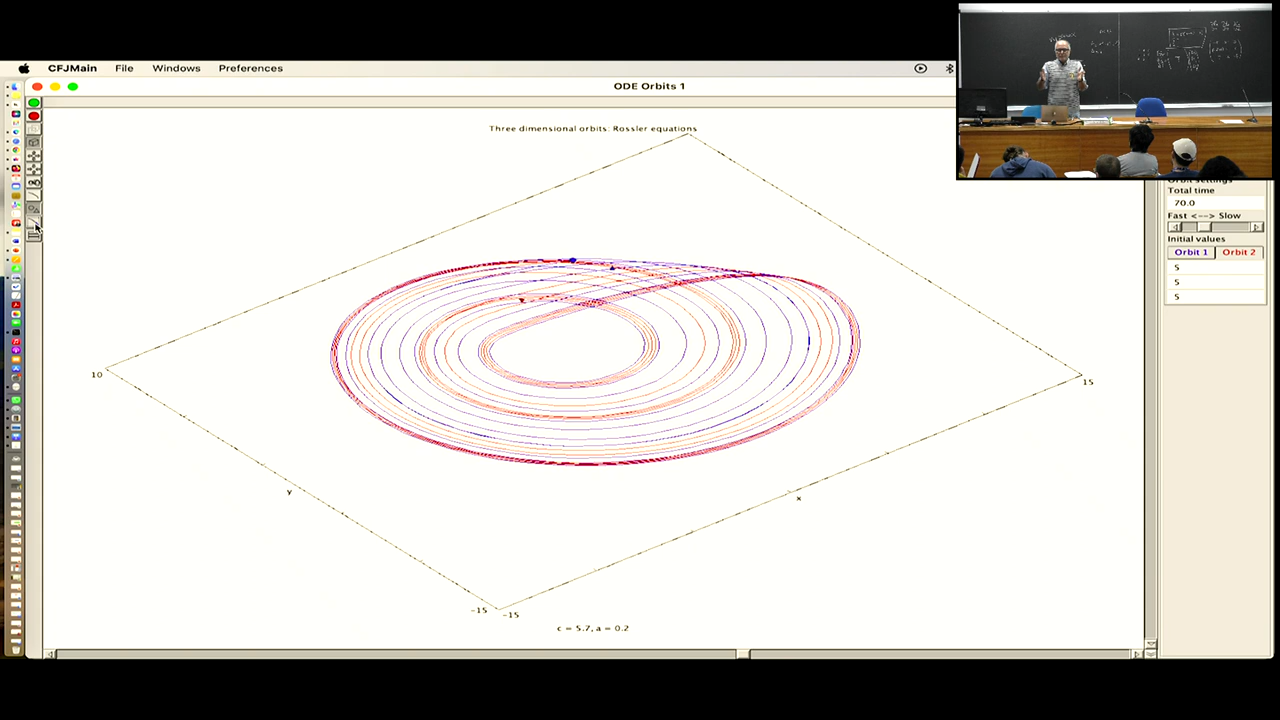 CFJMain File Windows Preferences
ODE Orbits 1
Three dimensional orbits: Rossler equations
Total time
70.0
Fast <--> Slow
Initial values
Orbit 1 Orbit 2
5
5
5
10
15
y
x
-15
-15
c = 5.7, a = 0.2